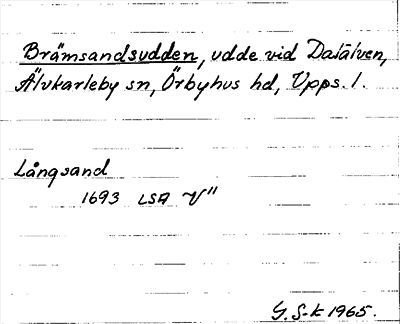 Brämsandsudden, udde vid Dalälven,
Älvkarleby sn, Örbyhus hd, Upps. l.
Långsand
1693 LSA V"
G. S-k 1965.